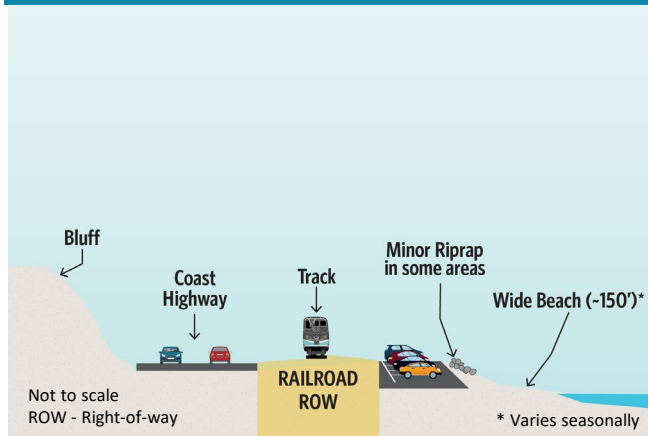 Bluff
Coast
Highway
Track
Minor Riprap
in some areas
Wide Beach (~150')*
RAILROAD
ROW
Not to scale
ROW - Right-of-way
* Varies seasonally